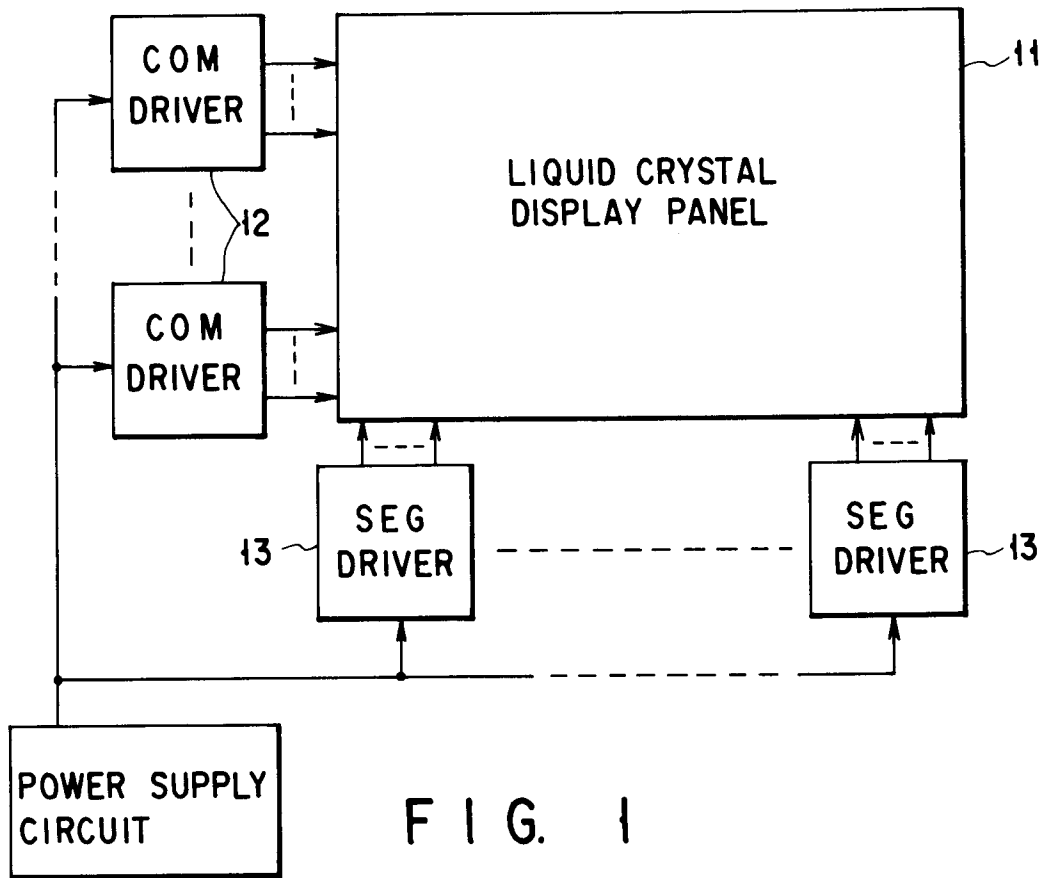 COM
DRIVER
11
LIQUID CRYSTAL
DISPLAY PANEL
12
COM
DRIVER
SEG
DRIVER
13
SEG
DRIVER
13
POWER SUPPLY
CIRCUIT
FIG. 1